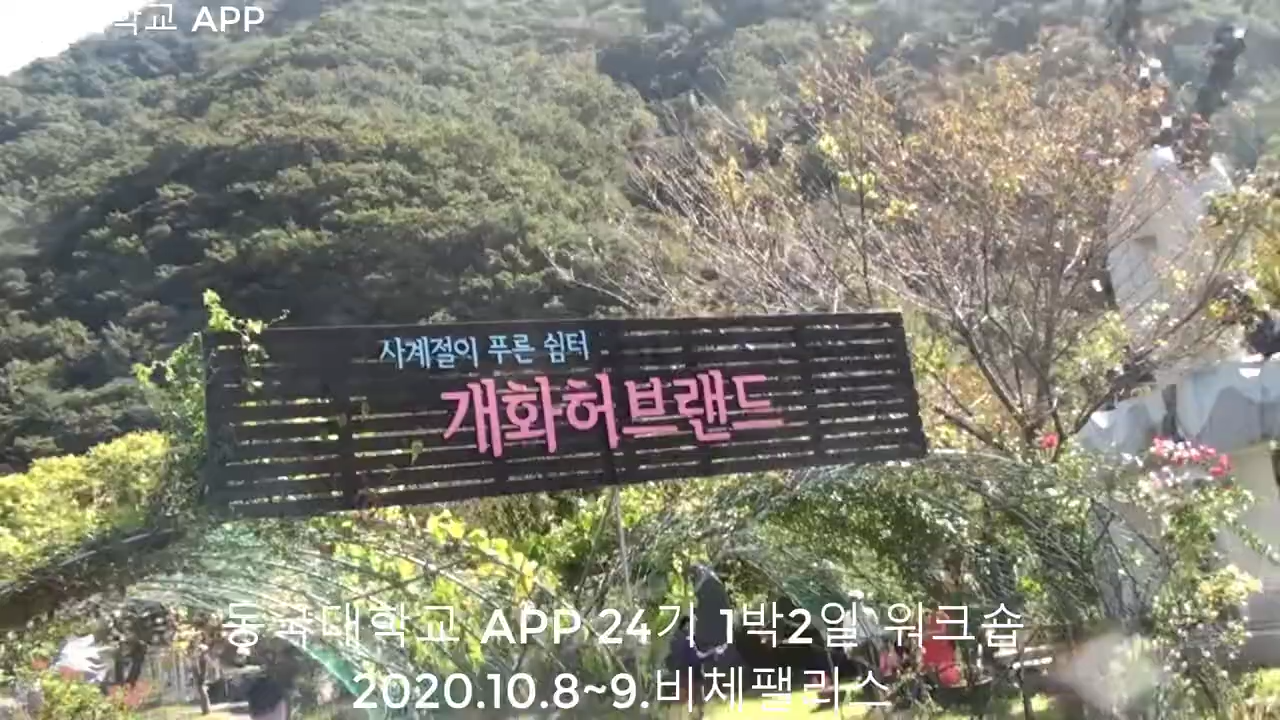 학교 APP
사계절이 푸른 쉼터
개화허브랜드
동국대학교 APP 24기 1박2일 워크숍
2020.10.8~9.비체팰리스